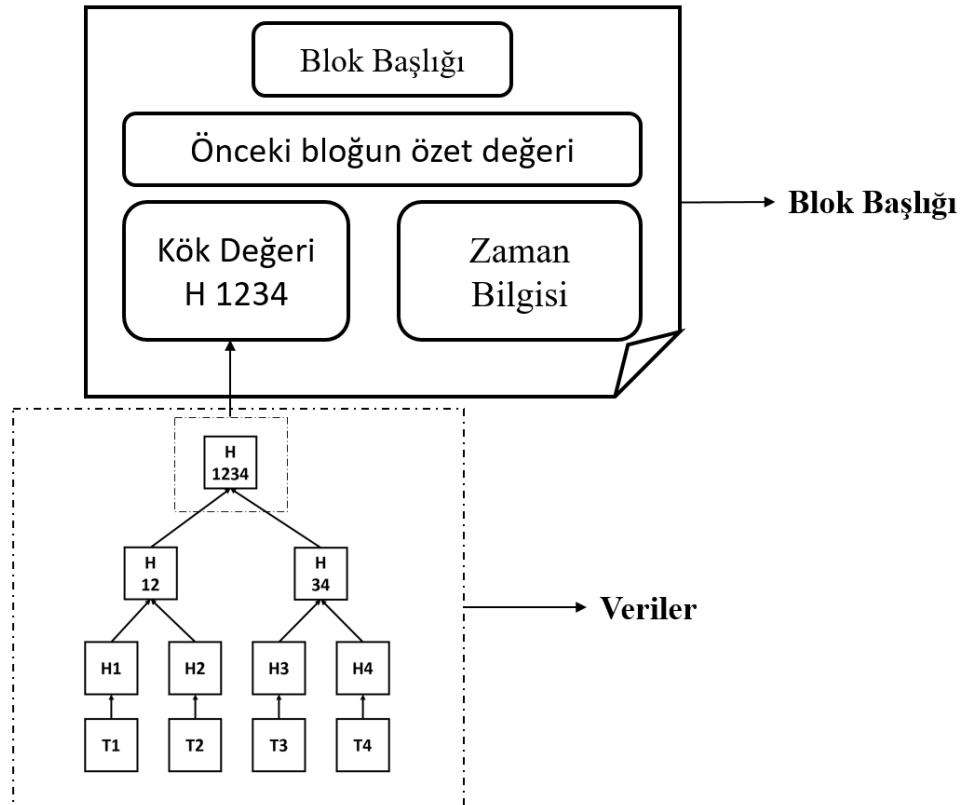 Blok Başlığı
Önceki bloğun özet değeri
Kök Değeri
H 1234
Zaman
Bilgisi
Blok Başlığı
H
1234
H
12
H
34
Veriler
H1
H2
H3
H4
T1
T2
T3
T4